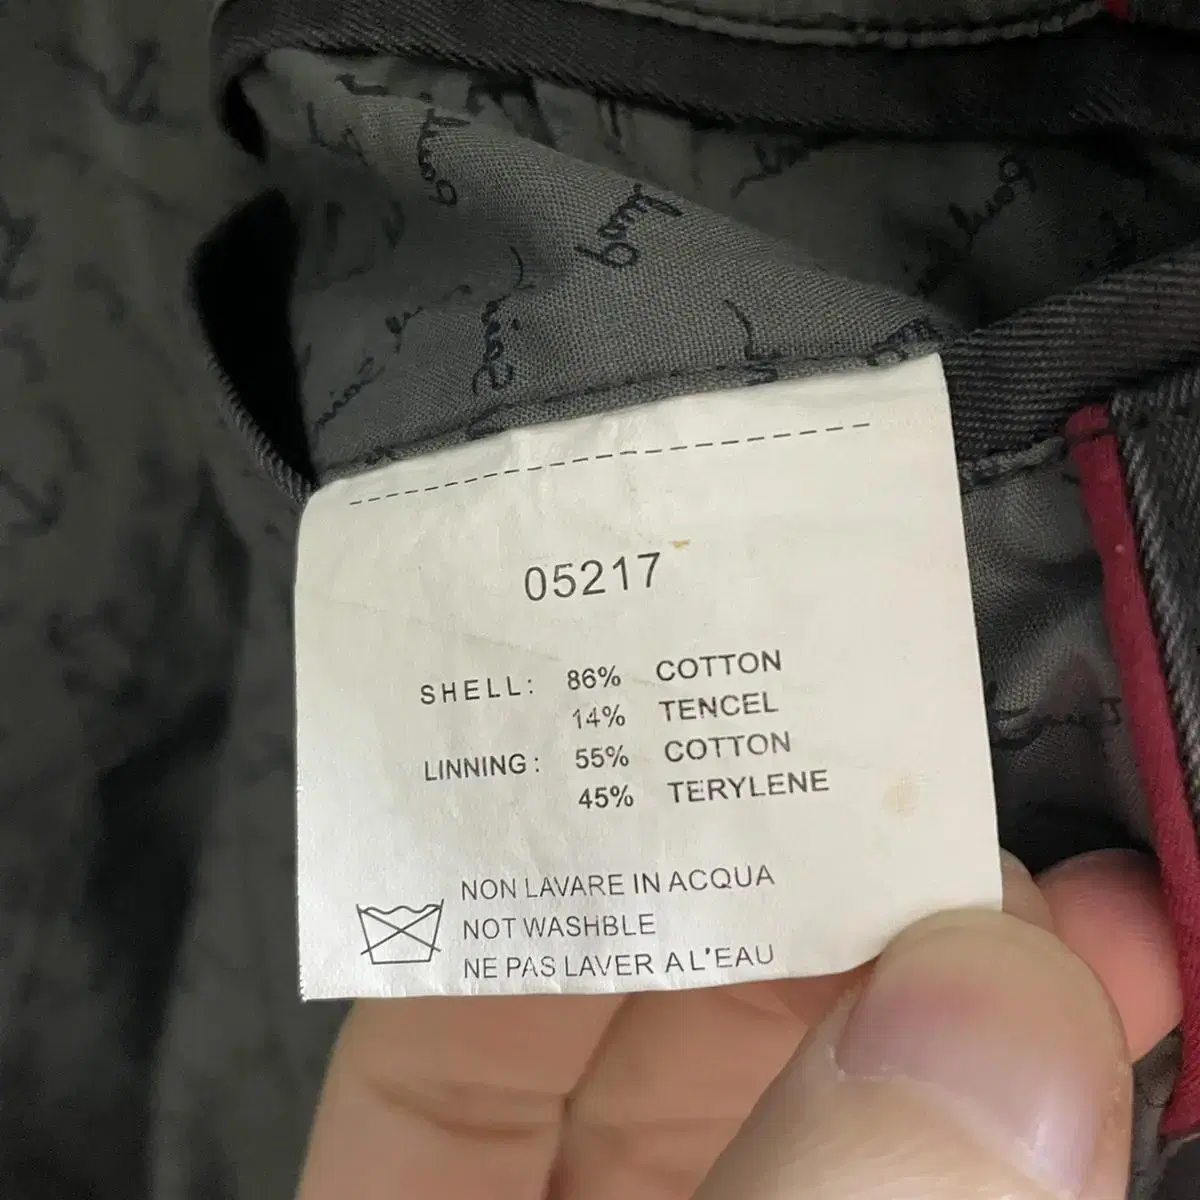 05217
SHELL: 86% COTTON
14% TENCEL
LINNING: 55% COTTON
45% TERYLENE
NON LAVARE IN ACQUA
NOT WASHBLE
NE PAS LAVER A L'EAU